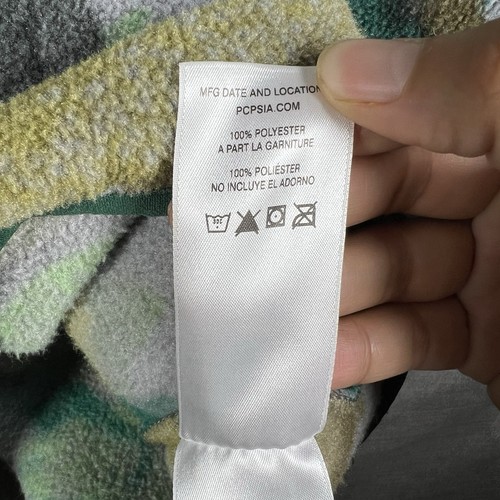 MFG DATE AND LOCATION
PCPSIA.COM
100% POLYESTER
A PART LA GARNITURE
100% POLIÉSTER
NO INCLUYE EL ADORNO